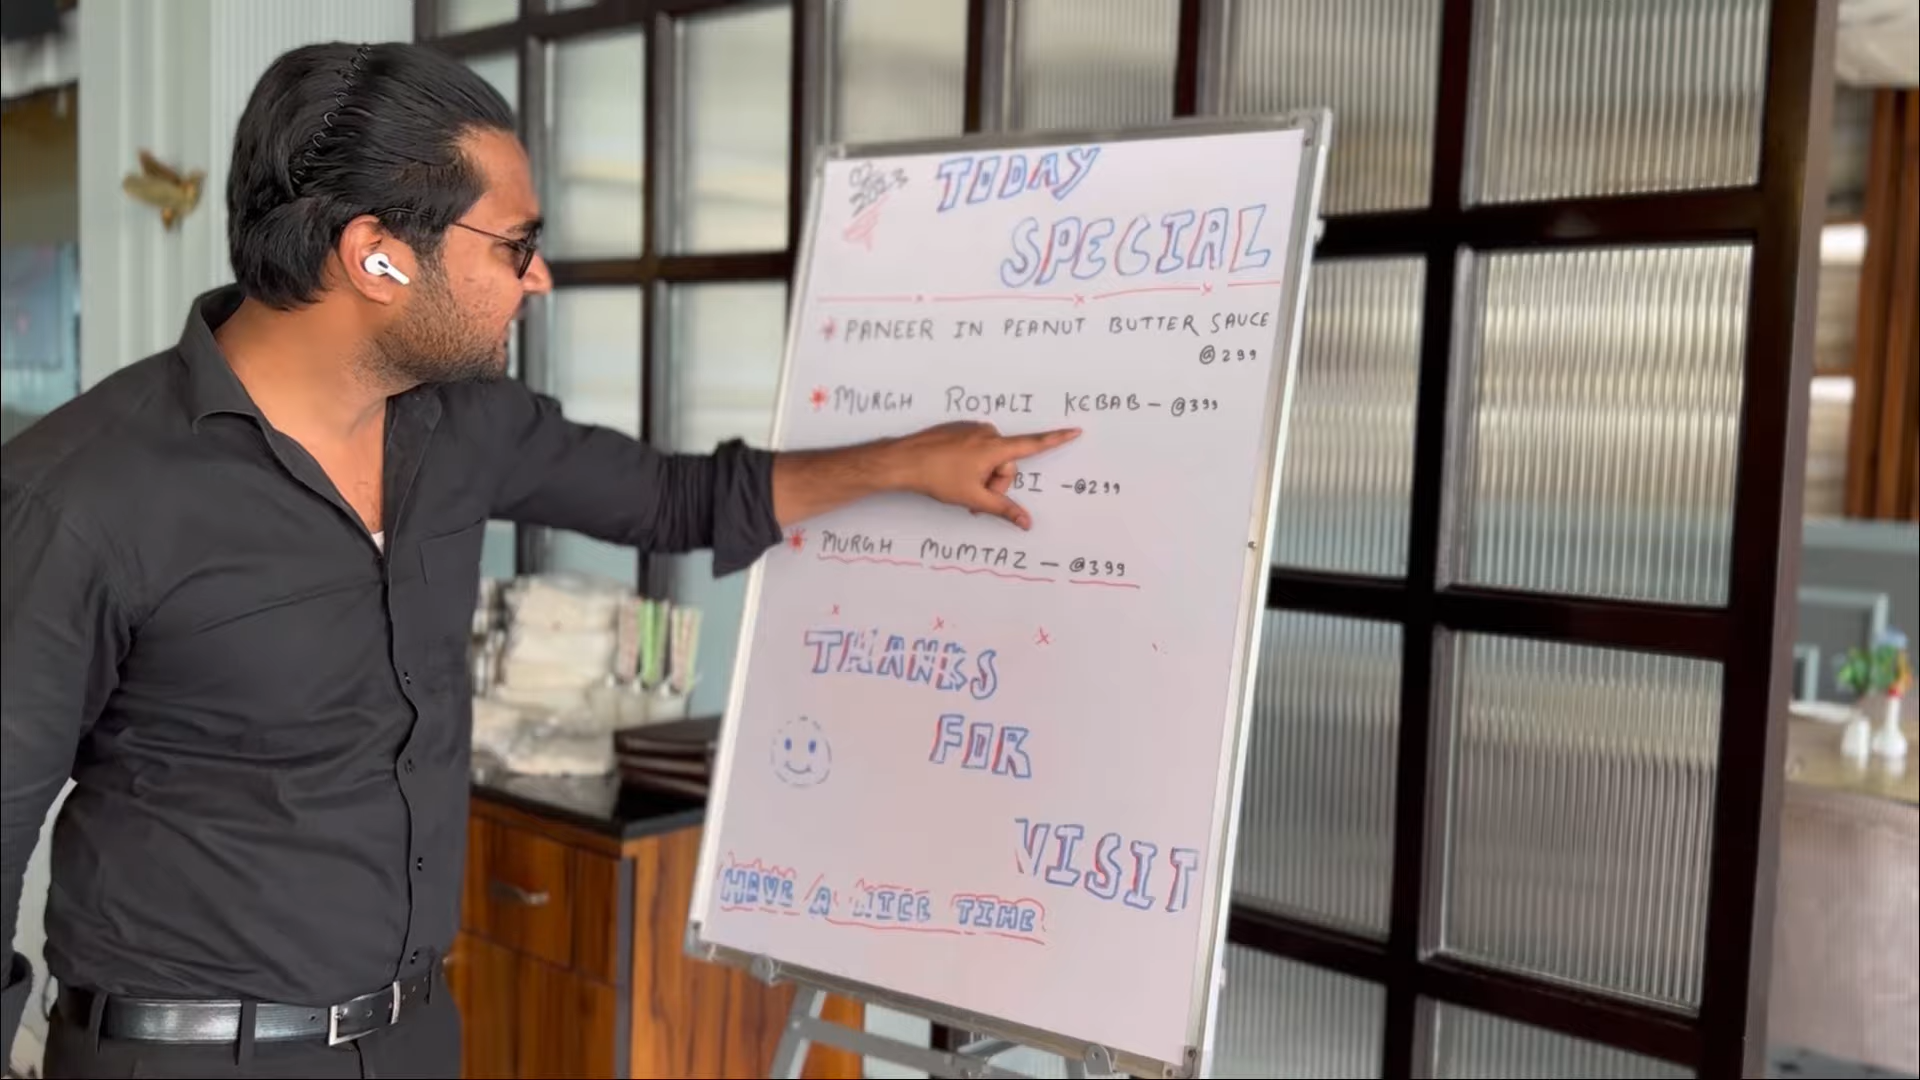 TODAY
SPECIAL
PANEER IN PEANUT BUTTER SAUCE
@299
MURGH ROJALI KEBAB - @399
BI - @299
MURGH MUMTAZ - @399
THANKS
FOR
VISIT
HAVE A NICE TIME